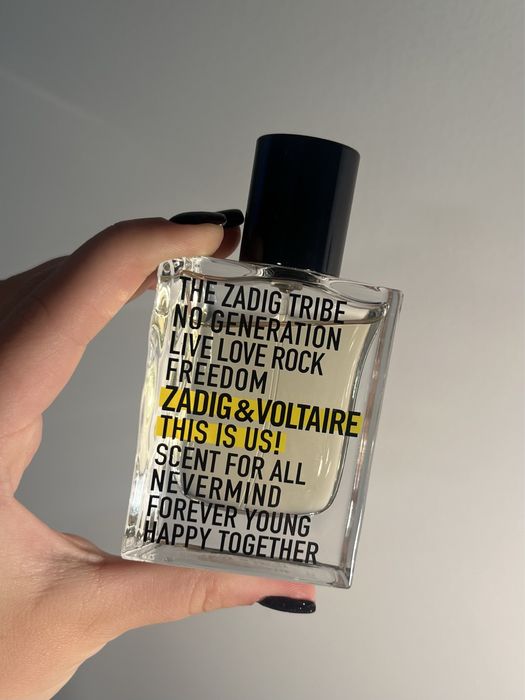 THE ZADIG TRIBE
NO GENERATION
LIVE LOVE ROCK
FREEDOM
ZADIG&VOLTAIRE
THIS IS US!
SCENT FOR ALL
NEVERMIND
FOREVER YOUNG
HAPPY TOGETHER